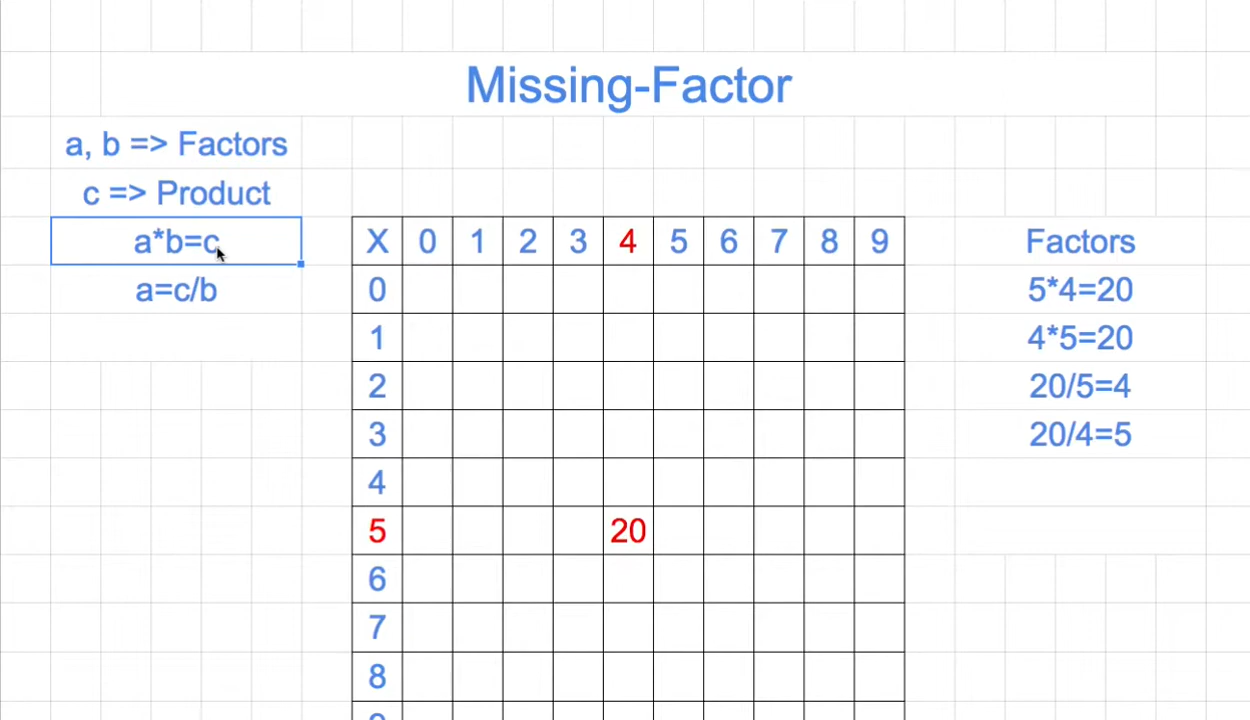 Missing-Factor
a, b => Factors
c => Product
a*b=c
a=c/b
X 0 1 2 3 4 5 6 7 8 9
0
1
2
3
4
5 20
6
7
8
Factors
5*4=20
4*5=20
20/5=4
20/4=5